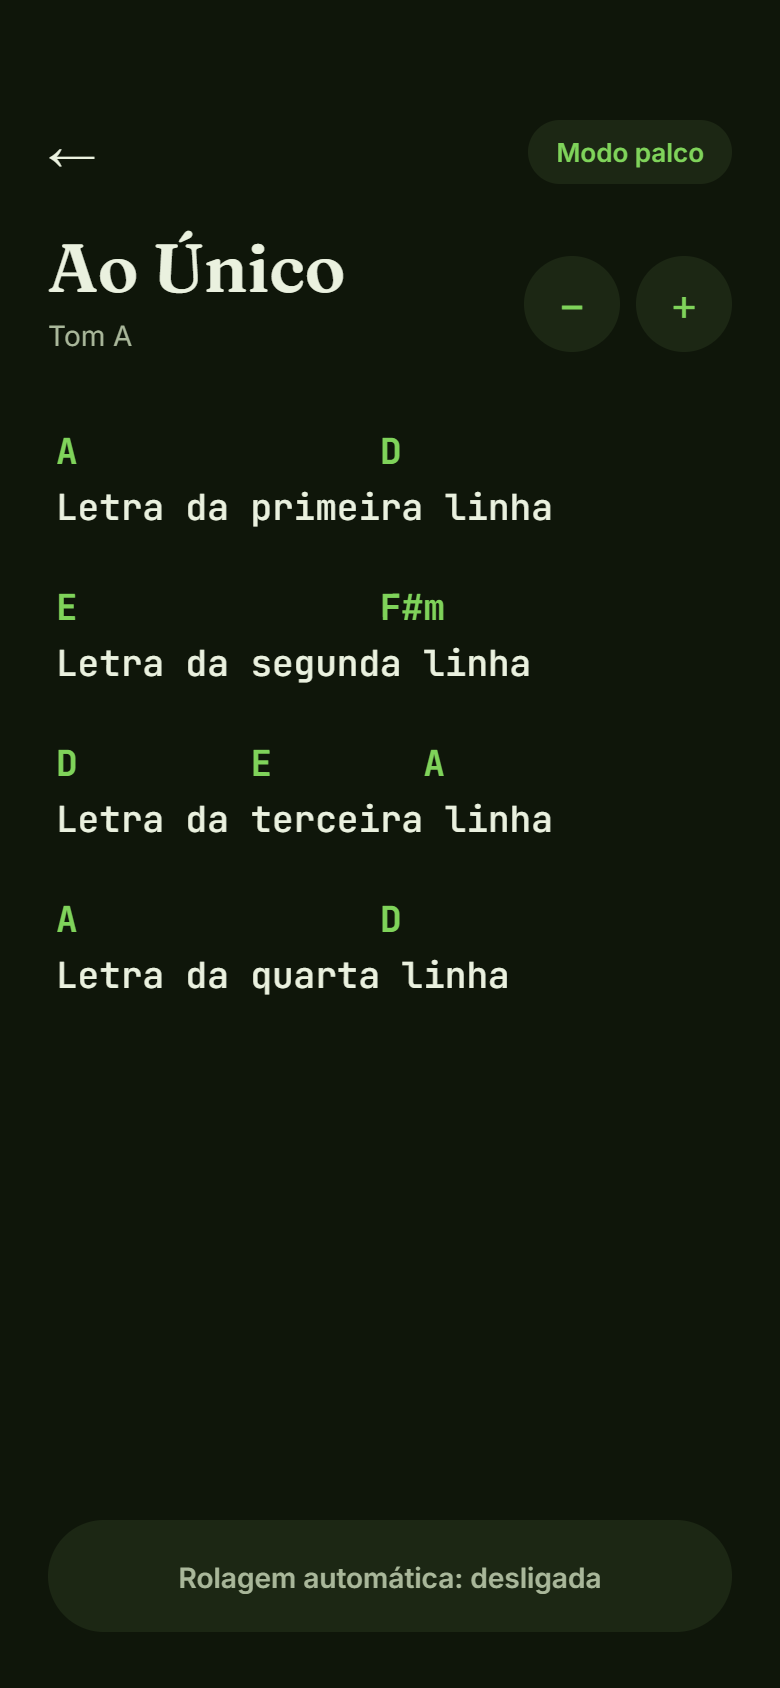 ←
Modo palco
Ao Único
Tom A
− +
A D
Letra da primeira linha
E F#m
Letra da segunda linha
D E A
Letra da terceira linha
A D
Letra da quarta linha
Rolagem automática: desligada